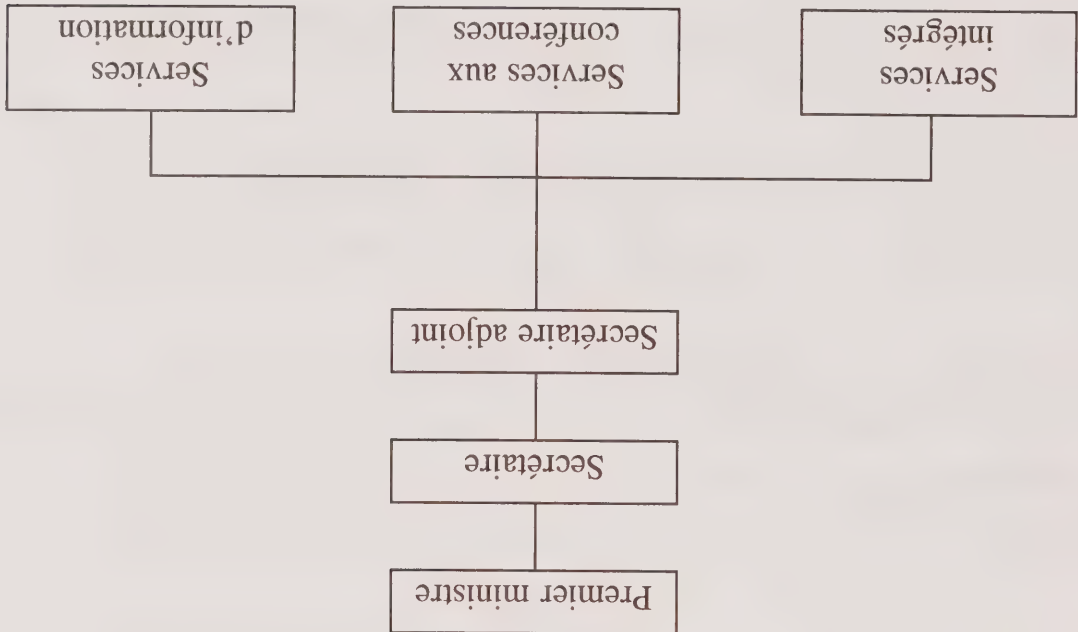 Premier ministre
Secrétaire
Secrétaire adjoint
Services
intégrés
Services aux
conférences
Services
d'information